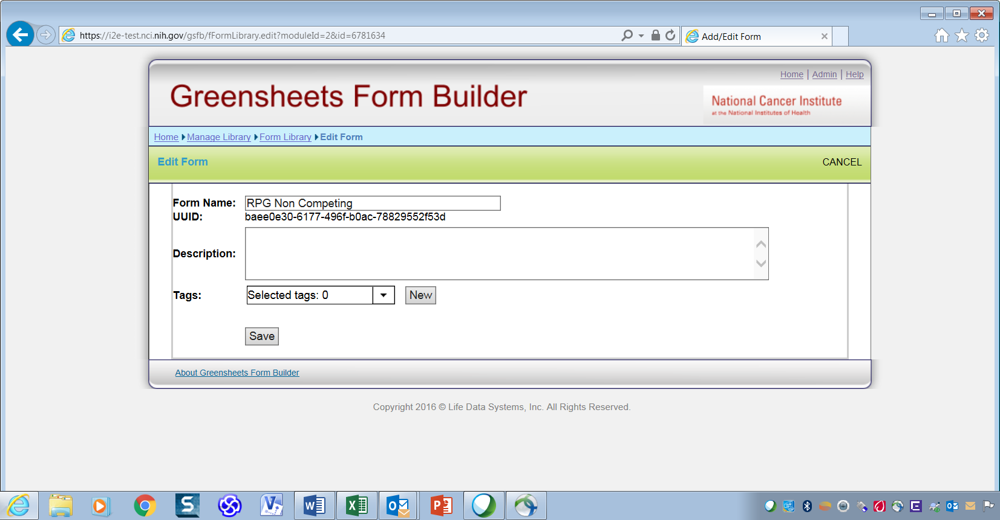 https://i2e-test.nci.nih.gov/gsfb/fFormLibrary.edit?moduleId=2&id=6781634
Add/Edit Form
Home | Admin | Help
Greensheets Form Builder
National Cancer Institute
at the National Institutes of Health
Home Manage Library Form Library Edit Form
Edit Form
CANCEL
Form Name: RPG Non Competing
UUID: baee0e30-6177-496f-b0ac-78829552f53d
Description:
Tags: Selected tags: 0 New
Save
About Greensheets Form Builder
Copyright 2016 © Life Data Systems, Inc. All Rights Reserved.